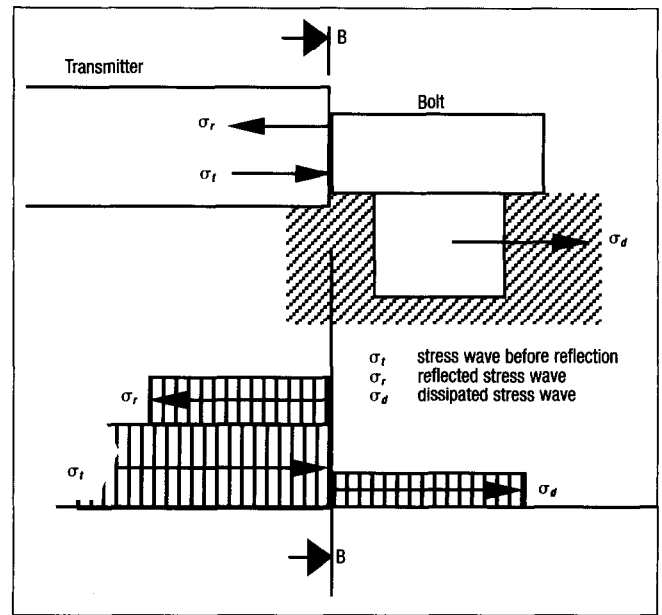 B
Transmitter
Bolt
σr
σt
σd
σt stress wave before reflection
σr reflected stress wave
σd dissipated stress wave
σr
σt
σd
B